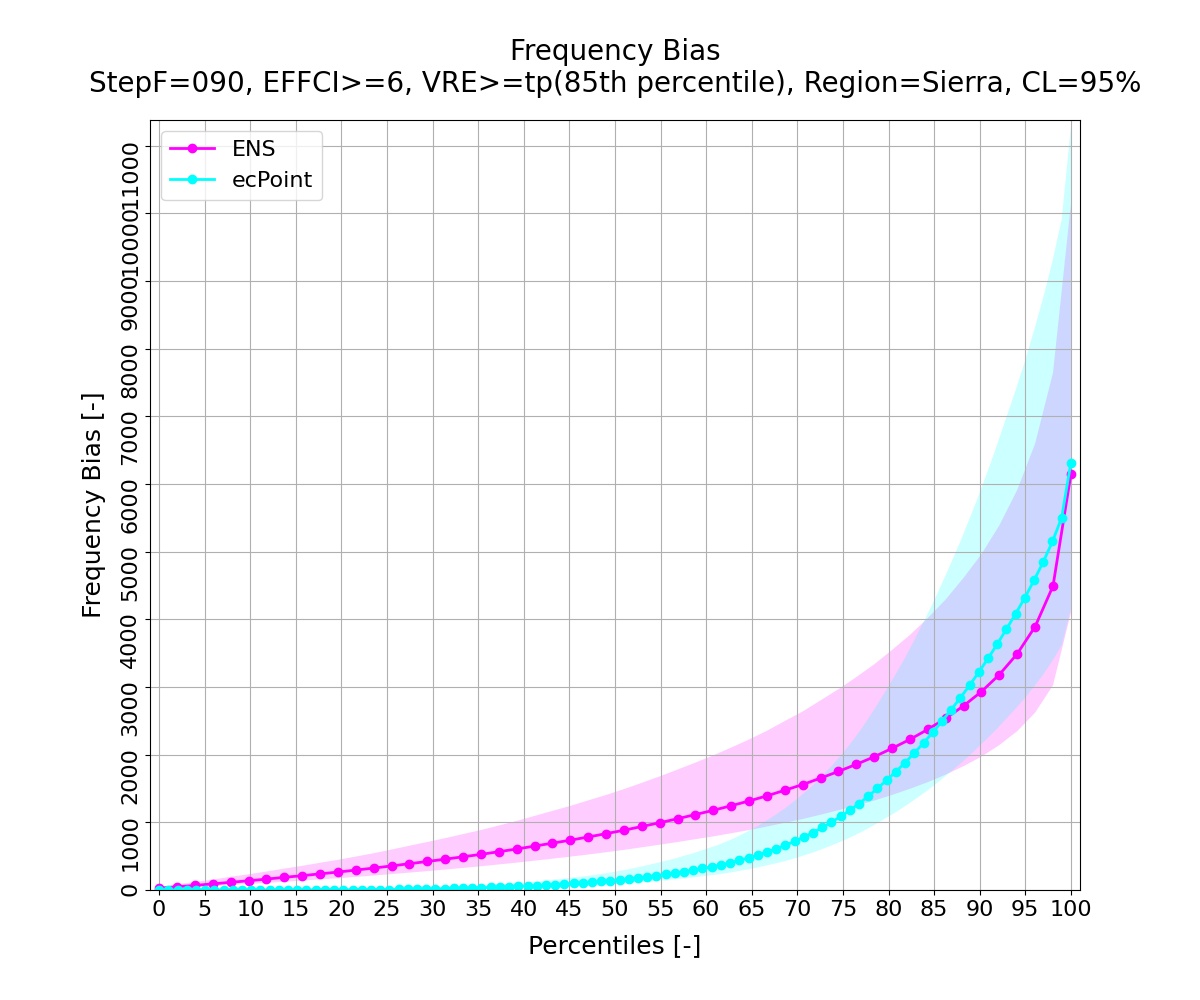 Frequency Bias
StepF=090, EFFCI>=6, VRE>=tp(85th percentile), Region=Sierra, CL=95%
ENS
ecPoint
11000
10000
9000
8000
7000
6000
5000
4000
3000
2000
1000
0
Frequency Bias [-]
0 5 10 15 20 25 30 35 40 45 50 55 60 65 70 75 80 85 90 95 100
Percentiles [-]